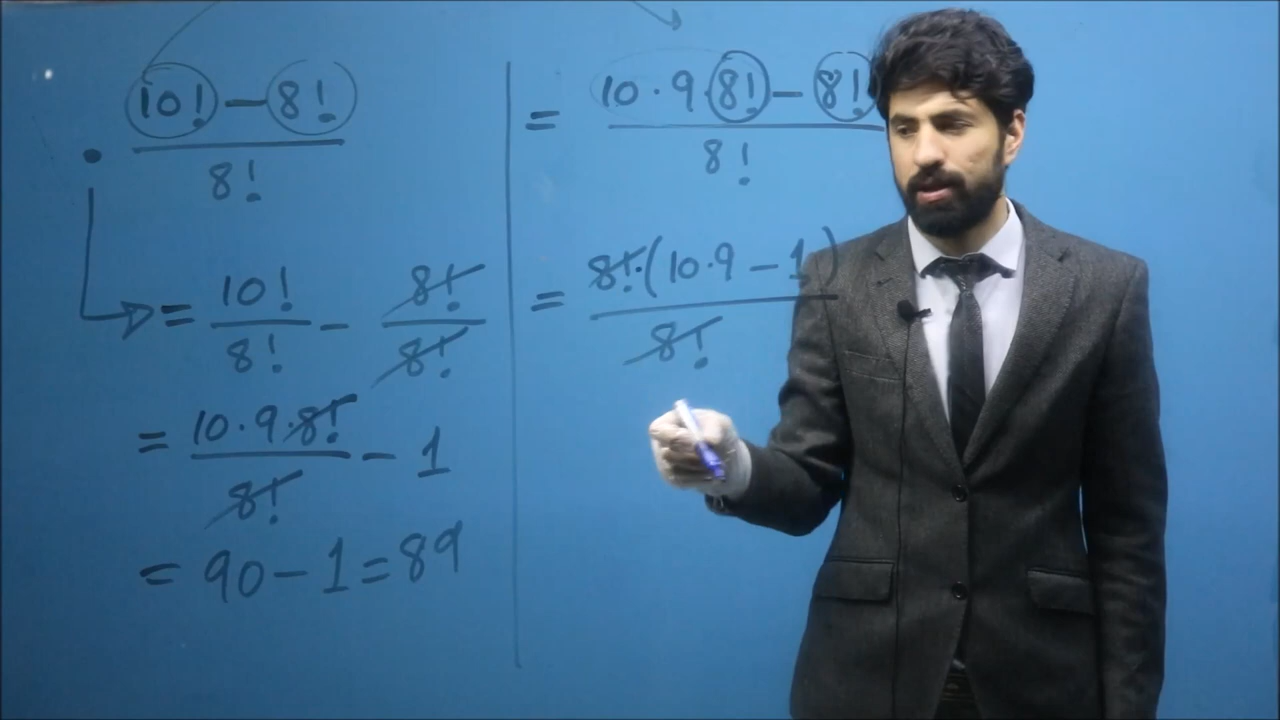 10! − 8!
8!
= 10! − 8!
8! 8!
= 10 · 9 · 8! − 1
8!
= 90 − 1 = 89
= 10 · 9 8! − 8!
8!
= 8! · (10 · 9 − 1)
8!